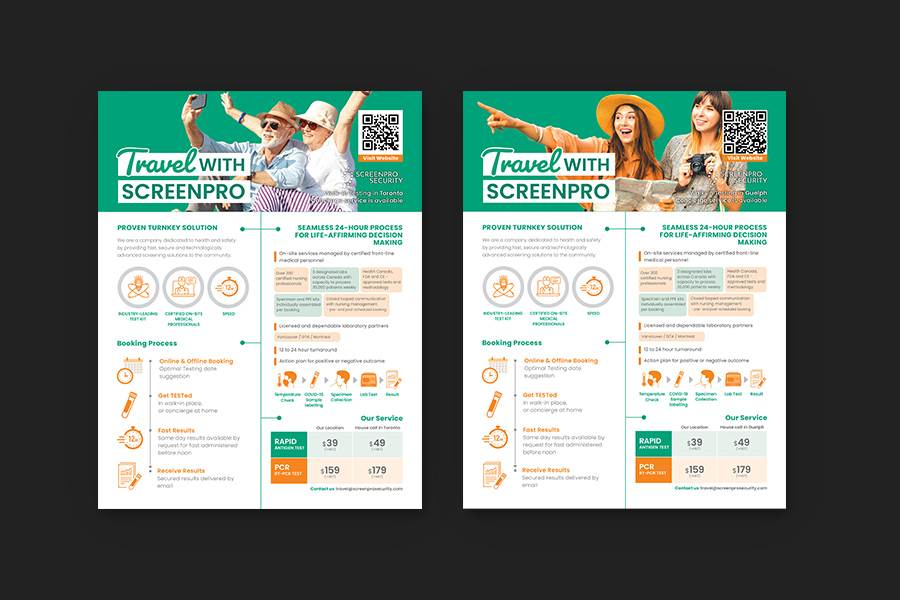 Travel WITH
SCREENPRO
Visit Website
SCREENPRO
SECURITY
Walk-in Testing in Toronto
Concierge service is available
PROVEN TURNKEY SOLUTION
We are a company dedicated to health and safety
by providing fast, secure and technologically
advanced screening solutions to the community.
INDUSTRY-LEADING
TEST KIT
CERTIFIED ON-SITE
MEDICAL
PROFESSIONALS
12H
SPEED
Booking Process
Online & Offline Booking
Optimal Testing date
suggestion
Get TESTed
In walk-in place,
or concierge at home
12H
Fast Results
Same day results available by
request for fast administered
before noon
Receive Results
Secured results delivered by
email
SEAMLESS 24-HOUR PROCESS
FOR LIFE-AFFIRMING DECISION
MAKING
On-site services managed by certified front-line
medical personnel
Over 200
certified nursing
professionals
3 designated labs
across Canada with
capacity to process
35,000 patients weekly
Health Canada,
FDA and CE -
approved tests and
methodology
Specimen and PPE kits
individually assembled
per booking
Closed looped communication
with nursing management
- pre- and post-scheduled booking
Licensed and dependable laboratory partners
Vancouver / GTA / Montreal
12 to 24 hour turnaround
Action plan for positive or negative outcome
Temperature
Check
COVID-19
Sample
labelling
Specimen
Collection
Lab Test
Result
Our Service
Our Location
House call in Toronto
RAPID
ANTIGEN TEST
$39
(+HST)
$49
(+HST)
PCR
RT-PCR TEST
$159
(+HST)
$179
(+HST)
Contact us travel@screenprosecurity.com
Travel WITH
SCREENPRO
Visit Website
SCREENPRO
SECURITY
Walk-in Testing in Guelph
Concierge service is available
PROVEN TURNKEY SOLUTION
We are a company dedicated to health and safety
by providing fast, secure and technologically
advanced screening solutions to the community.
INDUSTRY-LEADING
TEST KIT
CERTIFIED ON-SITE
MEDICAL
PROFESSIONALS
12H
SPEED
Booking Process
Online & Offline Booking
Optimal Testing date
suggestion
Get TESTed
In walk-in place,
or concierge at home
12H
Fast Results
Same day results available by
request for fast administered
before noon
Receive Results
Secured results delivered by
email
SEAMLESS 24-HOUR PROCESS
FOR LIFE-AFFIRMING DECISION
MAKING
On-site services managed by certified front-line
medical personnel
Over 200
certified nursing
professionals
3 designated labs
across Canada with
capacity to process
35,000 patients weekly
Health Canada,
FDA and CE -
approved tests and
methodology
Specimen and PPE kits
individually assembled
per booking
Closed looped communication
with nursing management
- pre- and post-scheduled booking
Licensed and dependable laboratory partners
Vancouver / GTA / Montreal
12 to 24 hour turnaround
Action plan for positive or negative outcome
Temperature
Check
COVID-19
Sample
labelling
Specimen
Collection
Lab Test
Result
Our Service
Our Location
House call in Guelph
RAPID
ANTIGEN TEST
$39
(+HST)
$49
(+HST)
PCR
RT-PCR TEST
$159
(+HST)
$179
(+HST)
Contact us travel@screenprosecurity.com